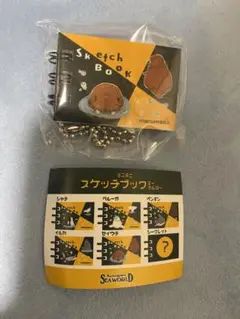 Sketch
BOOK
スケッチブック
シャチ
ベルーガ
ペンギン
イルカ
セイウチ
シークレット
?
SEAWORLD